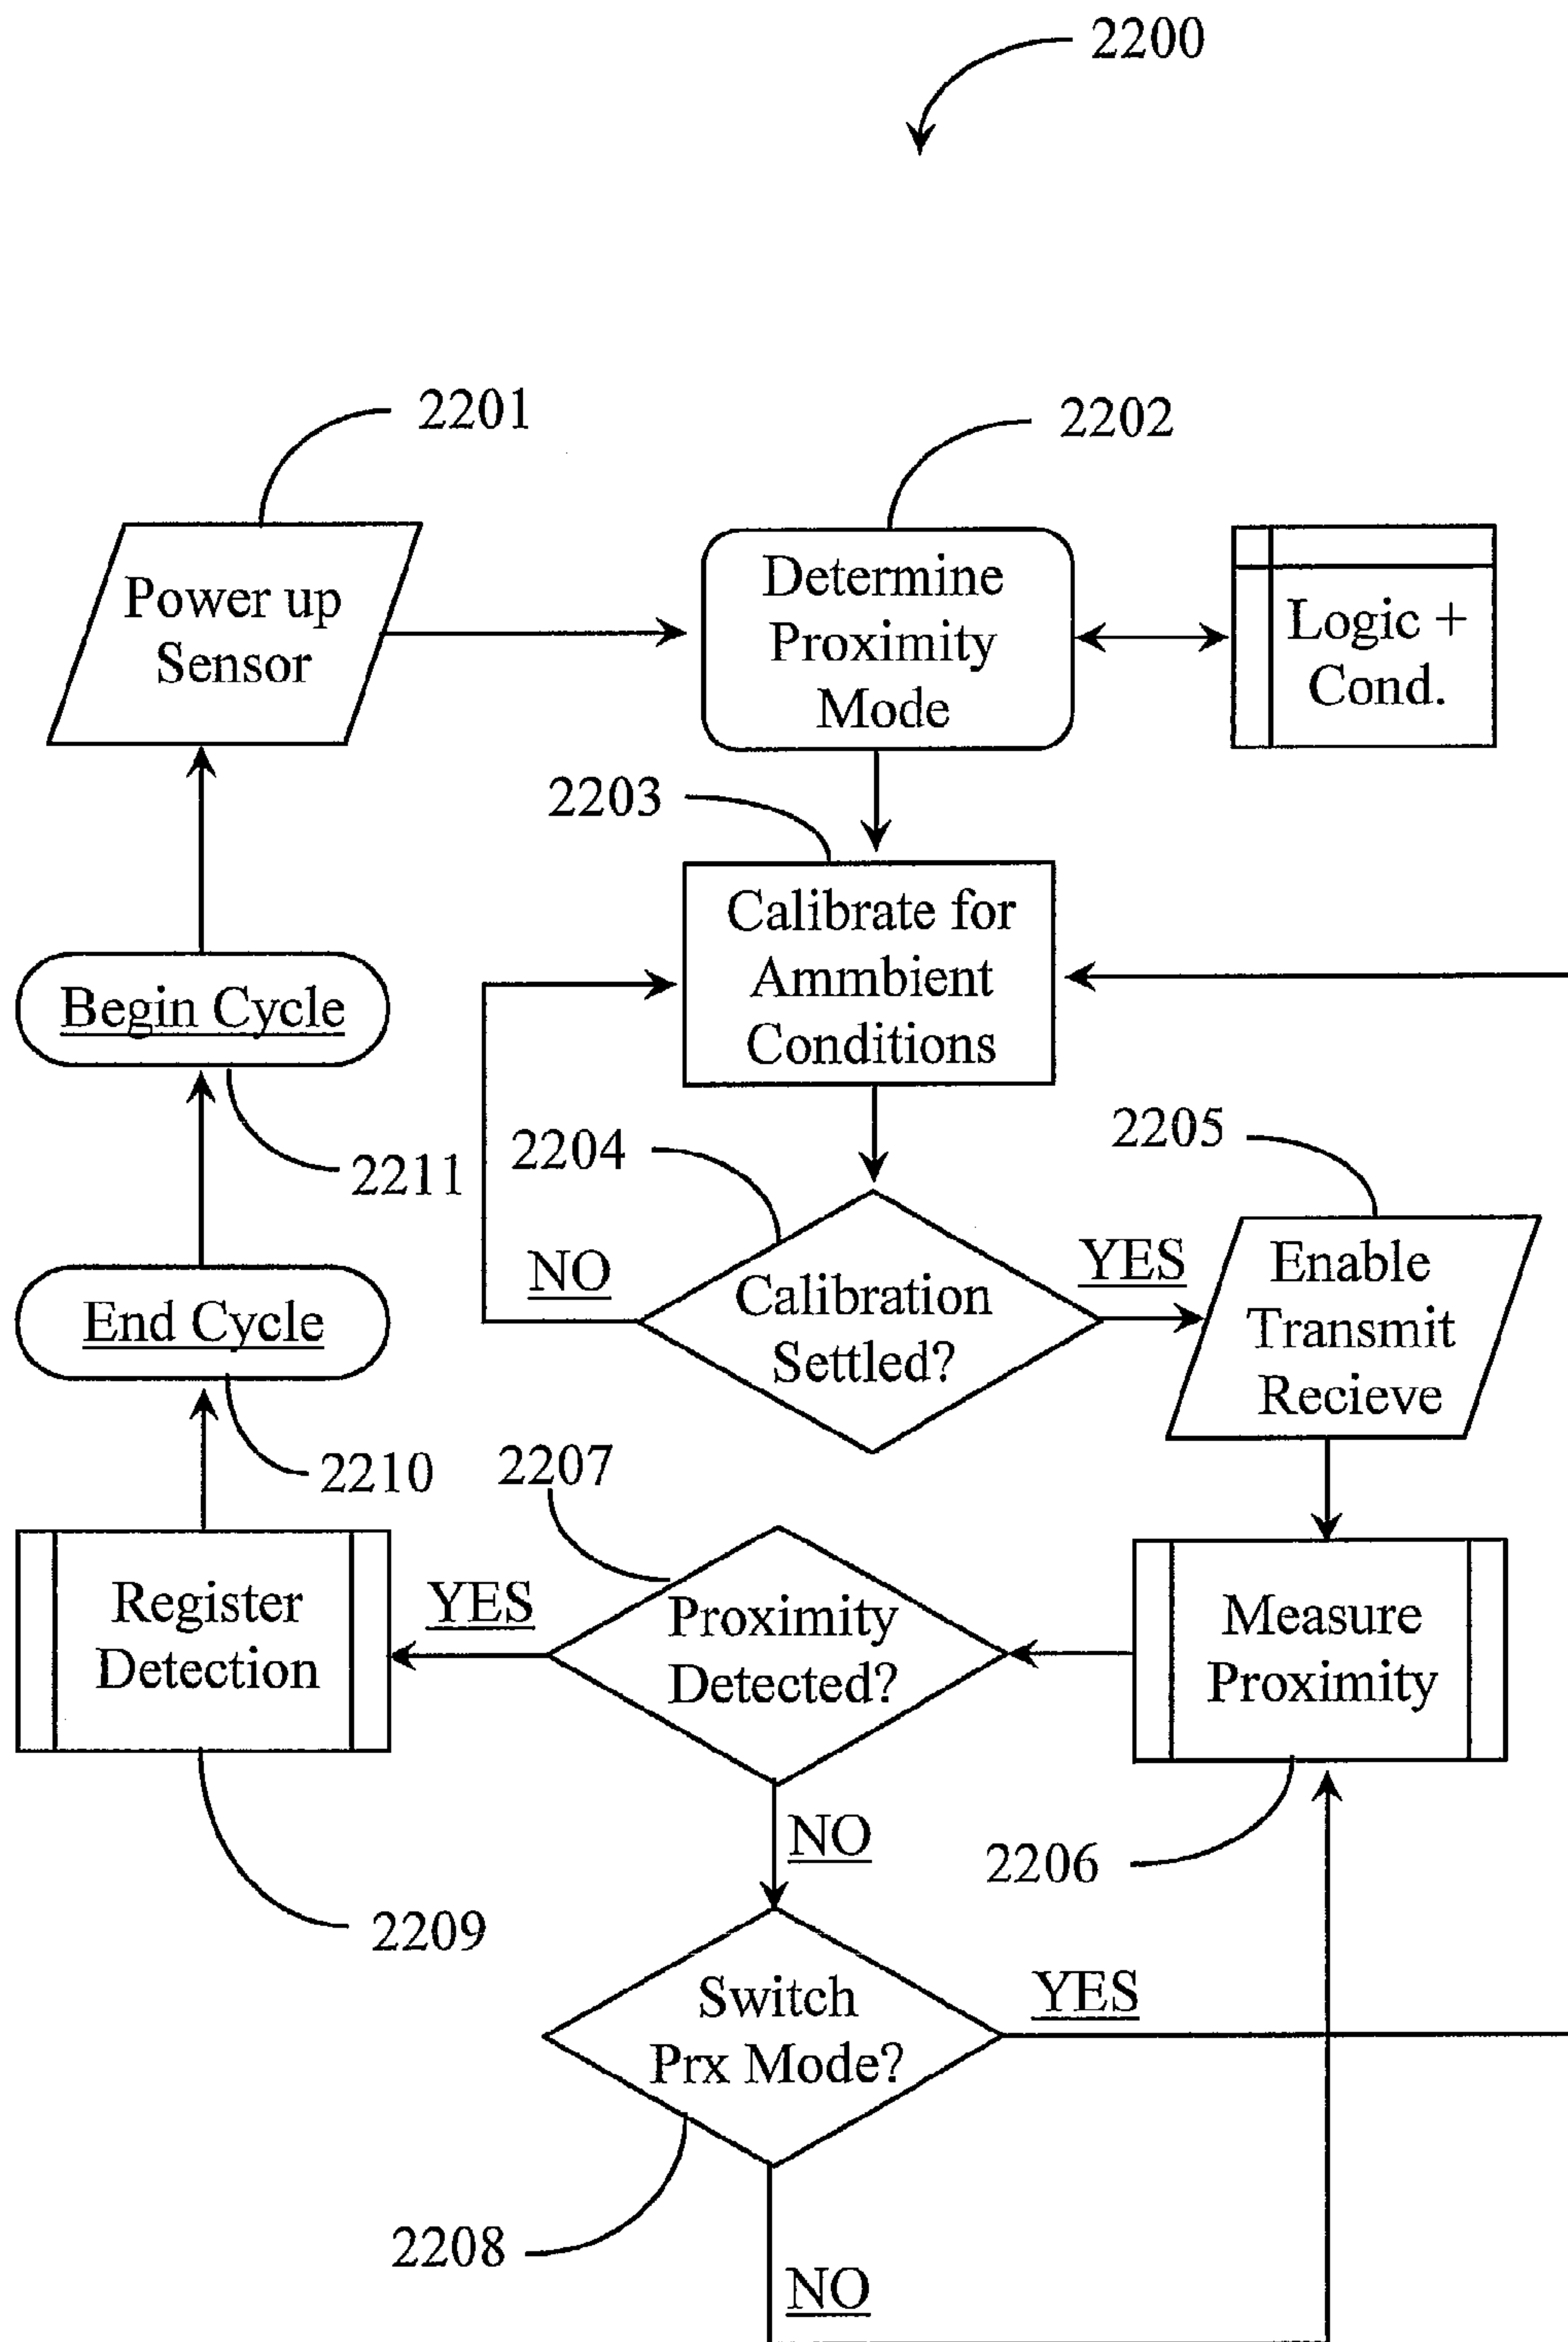 2200
2201
2202
Power up
Sensor
Determine
Proximity
Mode
Logic +
Cond.
2203
Calibrate for
Ammbient
Conditions
Begin Cycle
2211
2204
2205
NO
YES
Calibration
Settled?
Enable
Transmit
Recieve
End Cycle
2210
2207
Register
Detection
YES
Proximity
Detected?
Measure
Proximity
NO
2206
2209
Switch
Prx Mode?
YES
2208
NO